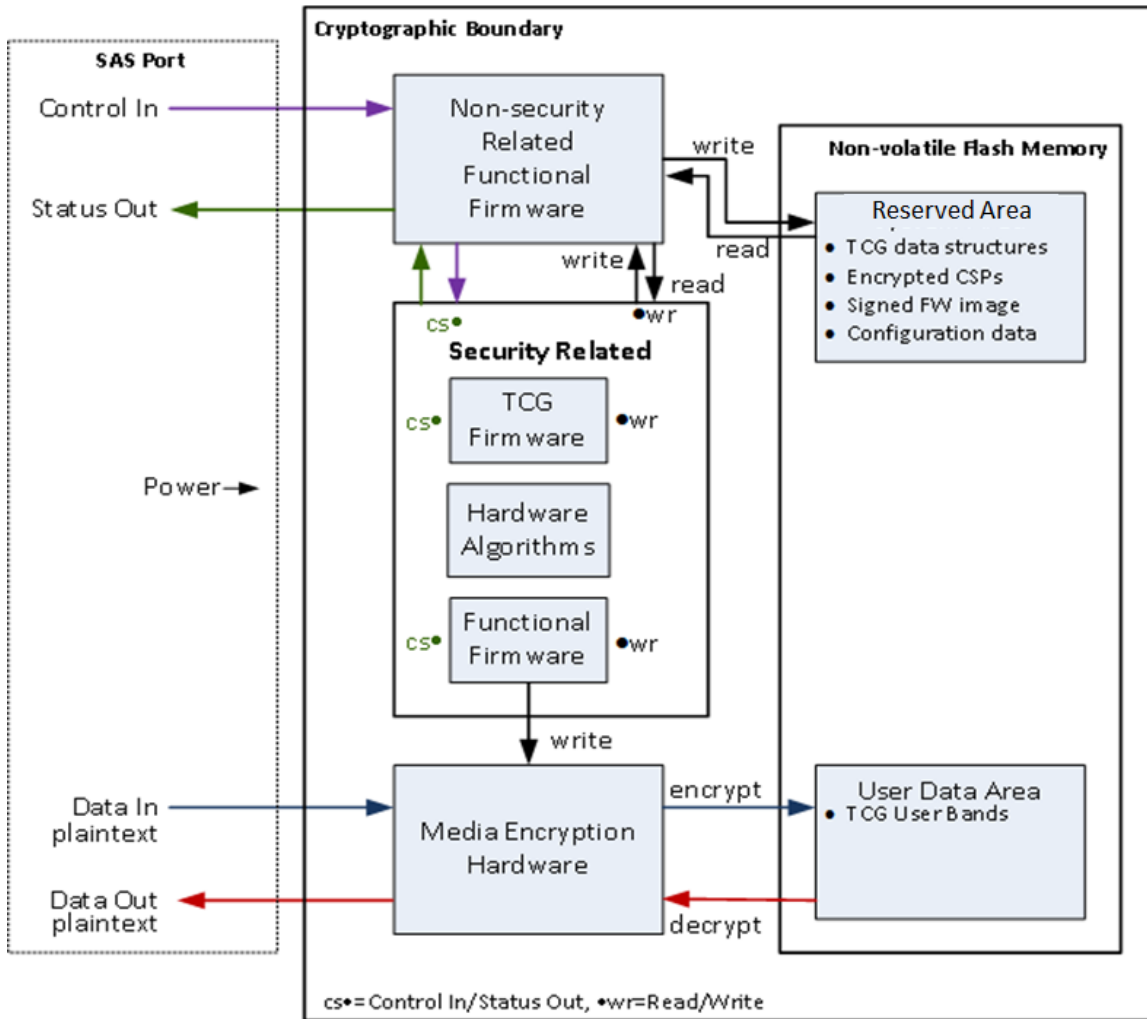 Cryptographic Boundary
SAS Port
Control In
Status Out
Power
Data In
plaintext
Data Out
plaintext
Non-security
Related
Functional
Firmware
write
read
write
read
cs•
•wr
Security Related
cs•
TCG
Firmware
•wr
Hardware
Algorithms
cs•
Functional
Firmware
•wr
write
Media Encryption
Hardware
encrypt
decrypt
Non-volatile Flash Memory
Reserved Area
• TCG data structures
• Encrypted CSPs
• Signed FW image
• Configuration data
User Data Area
• TCG User Bands
cs•=Control In/Status Out, •wr=Read/Write